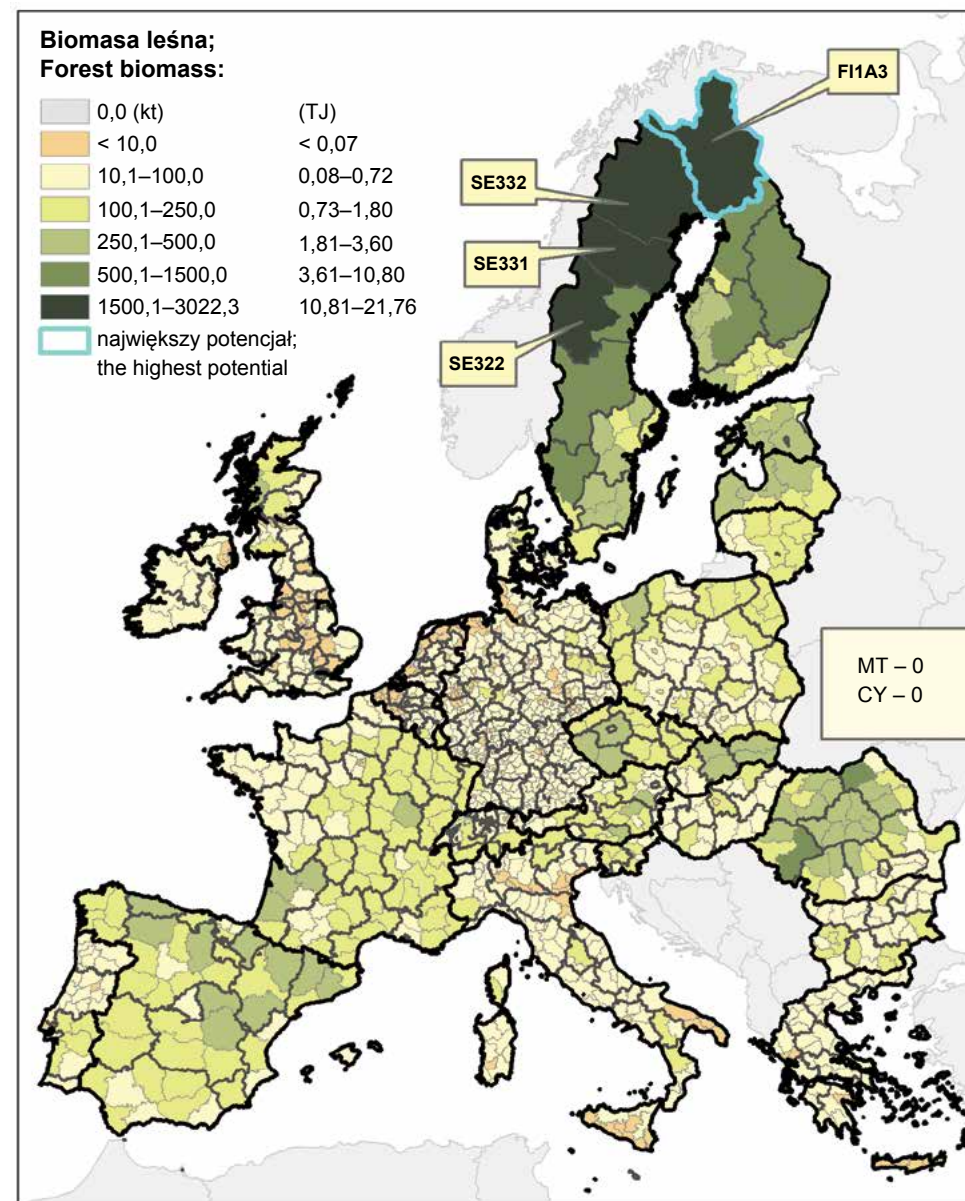 Biomasa leśna;
Forest biomass:
0,0 (kt) (TJ)
< 10,0 < 0,07
10,1–100,0 0,08–0,72
100,1–250,0 0,73–1,80
250,1–500,0 1,81–3,60
500,1–1500,0 3,61–10,80
1500,1–3022,3 10,81–21,76
największy potencjał;
the highest potential
FI1A3
SE332
SE331
SE322
MT – 0
CY – 0